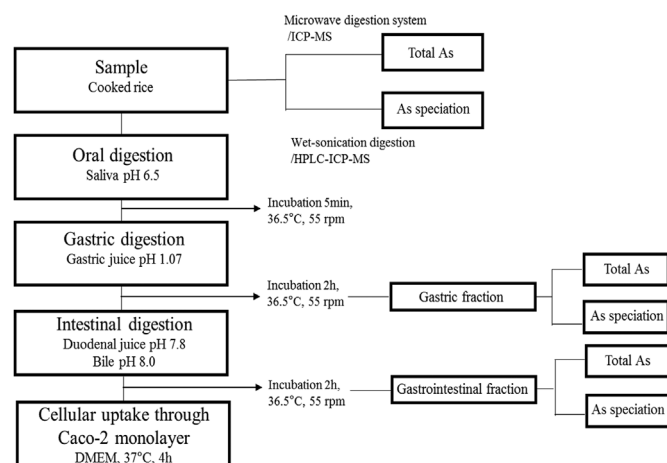 Microwave digestion system
/ICP-MS
Sample
Cooked rice
Total As
As speciation
Wet-sonication digestion
/HPLC-ICP-MS
Oral digestion
Saliva pH 6.5
Incubation 5min,
36.5°C, 55 rpm
Gastric digestion
Gastric juice pH 1.07
Incubation 2h,
36.5°C, 55 rpm
Gastric fraction
Total As
As speciation
Intestinal digestion
Duodenal juice pH 7.8
Bile pH 8.0
Incubation 2h,
36.5°C, 55 rpm
Gastrointestinal fraction
Total As
As speciation
Cellular uptake through
Caco-2 monolayer
DMEM, 37°C, 4h